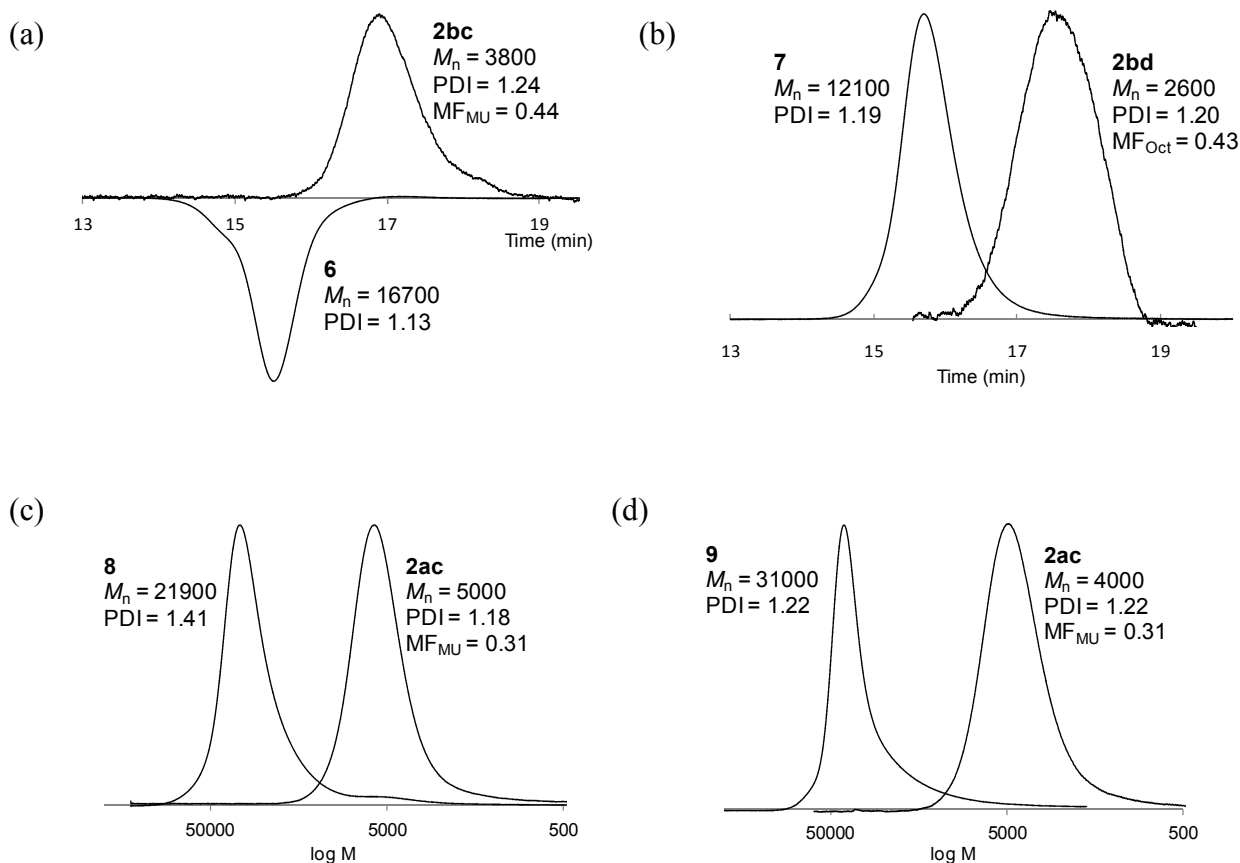 (a)
2bc
Mn = 3800
PDI = 1.24
MFMU = 0.44
13
15
17
19
Time (min)
6
Mn = 16700
PDI = 1.13
(b)
7
Mn = 12100
PDI = 1.19
2bd
Mn = 2600
PDI = 1.20
MFOct = 0.43
13
15
17
19
Time (min)
(c)
8
Mn = 21900
PDI = 1.41
2ac
Mn = 5000
PDI = 1.18
MFMU = 0.31
50000
5000
500
log M
(d)
9
Mn = 31000
PDI = 1.22
2ac
Mn = 4000
PDI = 1.22
MFMU = 0.31
50000
5000
500
log M